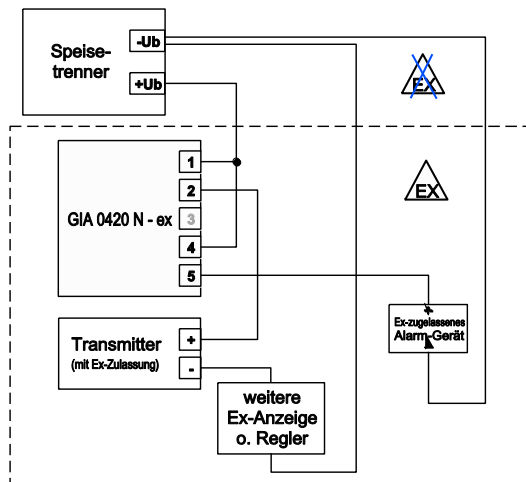 -Ub
Speise-
trenner
+Ub
EX
1
2
GIA 0420 N - ex
3
4
5
EX
Ex-zugelassenes
Alarm-Gerät
Transmitter
(mit Ex-Zulassung)
+
-
weitere
Ex-Anzeige
o. Regler